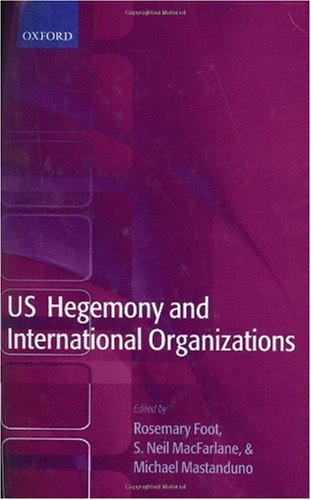 OXFORD
US Hegemony and
International Organizations
Edited by
Rosemary Foot,
S. Neil MacFarlane, &
Michael Mastanduno